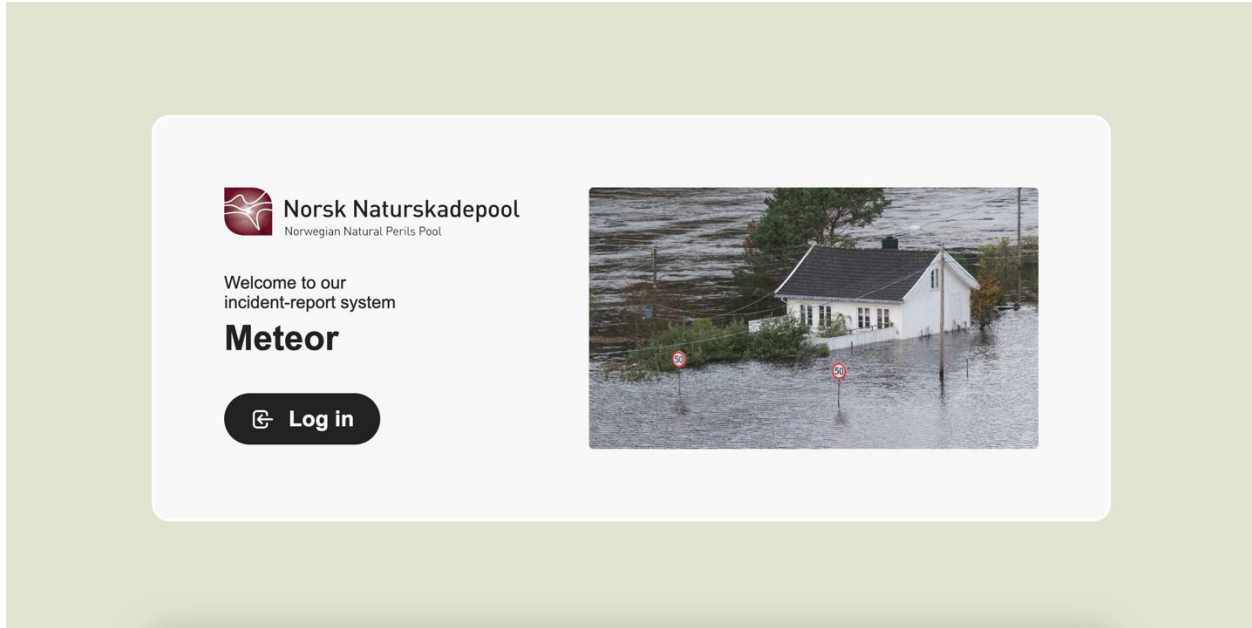 Norsk Naturskadepool
Norwegian Natural Perils Pool
Welcome to our
incident-report system
Meteor
Log in
50
50